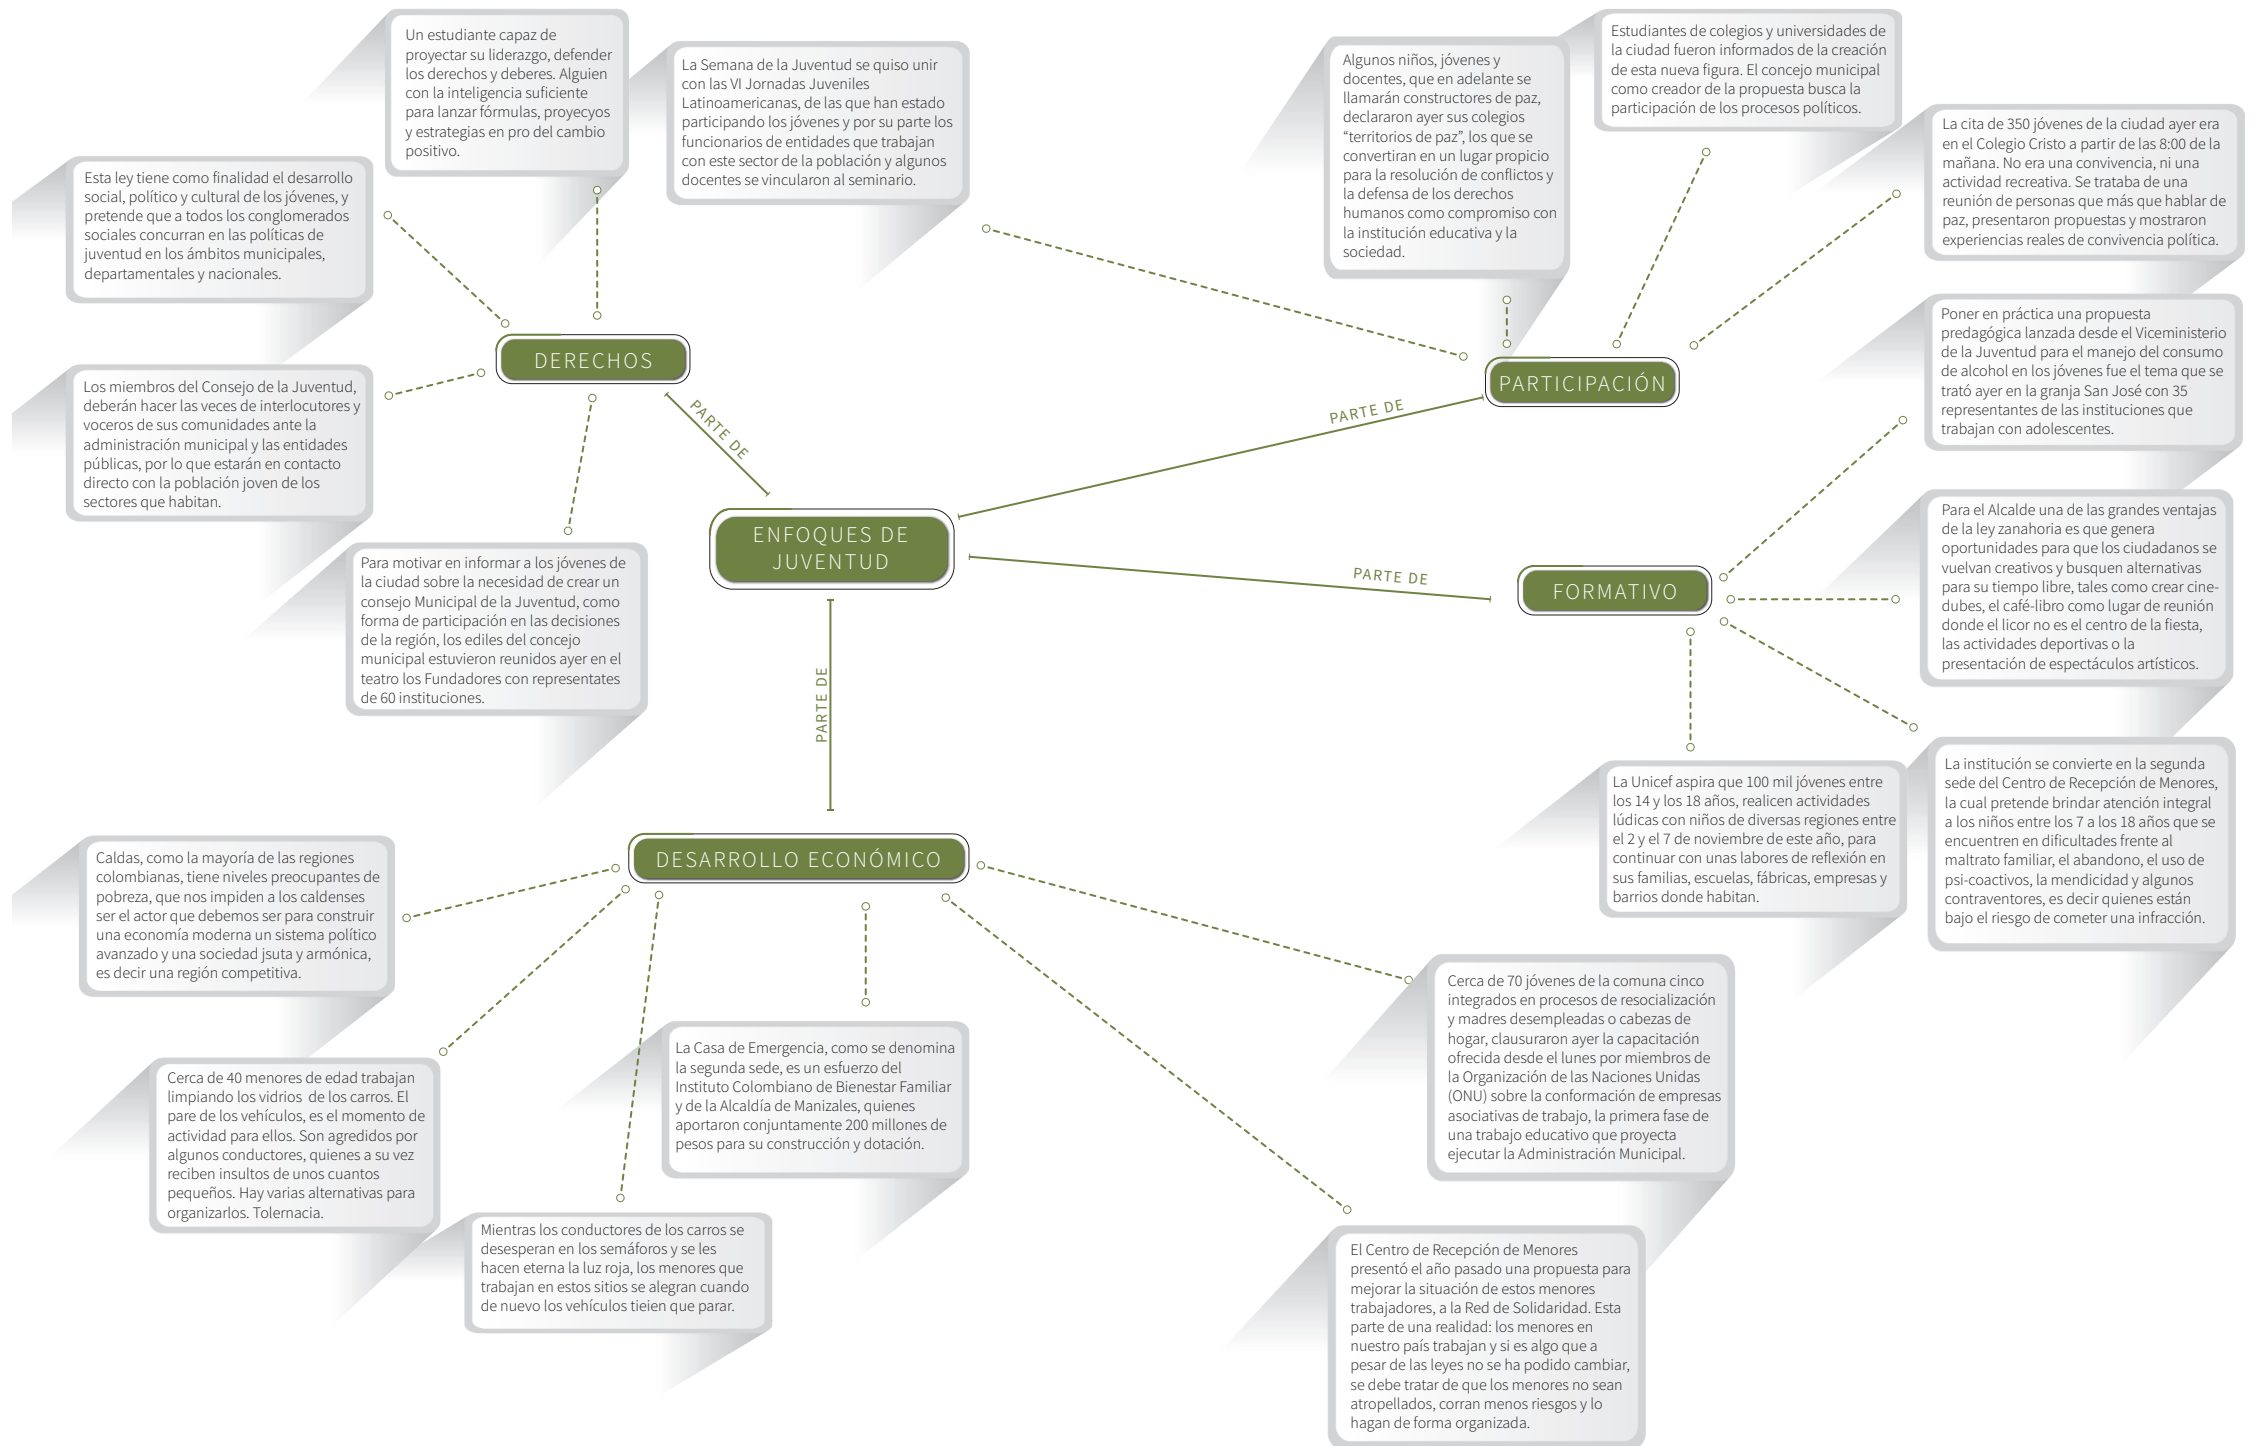 Un estudiante capaz de
proyectar su liderazgo, defender
los derechos y deberes. Alguien
con la inteligencia suficiente
para lanzar fórmulas, proyecyos
y estrategias en pro del cambio
positivo.
La Semana de la Juventud se quiso unir
con las VI Jornadas Juveniles
Latinoamericanas, de las que han estado
participando los jóvenes y por su parte los
funcionarios de entidades que trabajan
con este sector de la población y algunos
docentes se vincularon al seminario.
Algunos niños, jóvenes y
docentes, que en adelante se
llamarán constructores de paz,
declararon ayer sus colegios
“territorios de paz”, los que se
convertiran en un lugar propicio
para la resolución de conflictos y
la defensa de los derechos
humanos como compromiso con
la institución educativa y la
sociedad.
Estudiantes de colegios y universidades de
la ciudad fueron informados de la creación
de esta nueva figura. El concejo municipal
como creador de la propuesta busca la
participación de los procesos políticos.
La cita de 350 jóvenes de la ciudad ayer era
en el Colegio Cristo a partir de las 8:00 de la
mañana. No era una convivencia, ni una
actividad recreativa. Se trataba de una
reunión de personas que más que hablar de
paz, presentaron propuestas y mostraron
experiencias reales de convivencia política.
Esta ley tiene como finalidad el desarrollo
social, político y cultural de los jóvenes, y
pretende que a todos los conglomerados
sociales concurran en las políticas de
juventud en los ámbitos municipales,
departamentales y nacionales.
DERECHOS
PARTICIPACIÓN
Poner en práctica una propuesta
predagógica lanzada desde el Viceministerio
de la Juventud para el manejo del consumo
de alcohol en los jóvenes fue el tema que se
trató ayer en la granja San José con 35
representantes de las instituciones que
trabajan con adolescentes.
Los miembros del Consejo de la Juventud,
deberán hacer las veces de interlocutores y
voceros de sus comunidades ante la
administración municipal y las entidades
públicas, por lo que estarán en contacto
directo con la población joven de los
sectores que habitan.
PARTE DE
PARTE DE
ENFOQUES DE
JUVENTUD
PARTE DE
FORMATIVO
Para el Alcalde una de las grandes ventajas
de la ley zanahoria es que genera
oportunidades para que los ciudadanos se
vuelvan creativos y busquen alternativas
para su tiempo libre, tales como crear cine-
dubes, el café-libro como lugar de reunión
donde el licor no es el centro de la fiesta,
las actividades deportivas o la
presentación de espectáculos artísticos.
Para motivar en informar a los jóvenes de
la ciudad sobre la necesidad de crear un
consejo Municipal de la Juventud, como
forma de participación en las decisiones
de la región, los ediles del concejo
municipal estuvieron reunidos ayer en el
teatro los Fundadores con representates
de 60 instituciones.
PARTE DE
La Unicef aspira que 100 mil jóvenes entre
los 14 y los 18 años, realicen actividades
lúdicas con niños de diversas regiones entre
el 2 y el 7 de noviembre de este año, para
continuar con unas labores de reflexión en
sus familias, escuelas, fábricas, empresas y
barrios donde habitan.
La institución se convierte en la segunda
sede del Centro de Recepción de Menores,
la cual pretende brindar atención integral
a los niños entre los 7 a los 18 años que se
encuentren en dificultades frente al
maltrato familiar, el abandono, el uso de
psi-coactivos, la mendicidad y algunos
contraventores, es decir quienes están
bajo el riesgo de cometer una infracción.
DESARROLLO ECONÓMICO
Caldas, como la mayoría de las regiones
colombianas, tiene niveles preocupantes de
pobreza, que nos impiden a los caldenses
ser el actor que debemos ser para construir
una economía moderna un sistema político
avanzado y una sociedad jsuta y armónica,
es decir una región competitiva.
Cerca de 40 menores de edad trabajan
limpiando los vidrios de los carros. El
pare de los vehículos, es el momento de
actividad para ellos. Son agredidos por
algunos conductores, quienes a su vez
reciben insultos de unos cuantos
pequeños. Hay varias alternativas para
organizarlos. Tolernacia.
La Casa de Emergencia, como se denomina
la segunda sede, es un esfuerzo del
Instituto Colombiano de Bienestar Familiar
y de la Alcaldía de Manizales, quienes
aportaron conjuntamente 200 millones de
pesos para su construcción y dotación.
Cerca de 70 jóvenes de la comuna cinco
integrados en procesos de resocialización
y madres desempleadas o cabezas de
hogar, clausuraron ayer la capacitación
ofrecida desde el lunes por miembros de
la Organización de las Naciones Unidas
(ONU) sobre la conformación de empresas
asociativas de trabajo, la primera fase de
una trabajo educativo que proyecta
ejecutar la Administración Municipal.
Mientras los conductores de los carros se
desesperan en los semáforos y se les
hacen eterna la luz roja, los menores que
trabajan en estos sitios se alegran cuando
de nuevo los vehículos tieien que parar.
El Centro de Recepción de Menores
presentó el año pasado una propuesta para
mejorar la situación de estos menores
trabajadores, a la Red de Solidaridad. Esta
parte de una realidad: los menores en
nuestro país trabajan y si es algo que a
pesar de las leyes no se ha podido cambiar,
se debe tratar de que los menores no sean
atropellados, corran menos riesgos y lo
hagan de forma organizada.